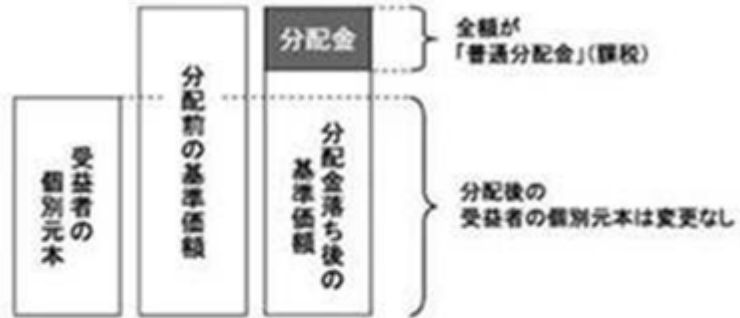 受益者の
個別元本
分配前の基準価額
分配金
分配金落ち後の
基準価額
全額が
「普通分配金」(課税)
分配後の
受益者の個別元本は変更なし